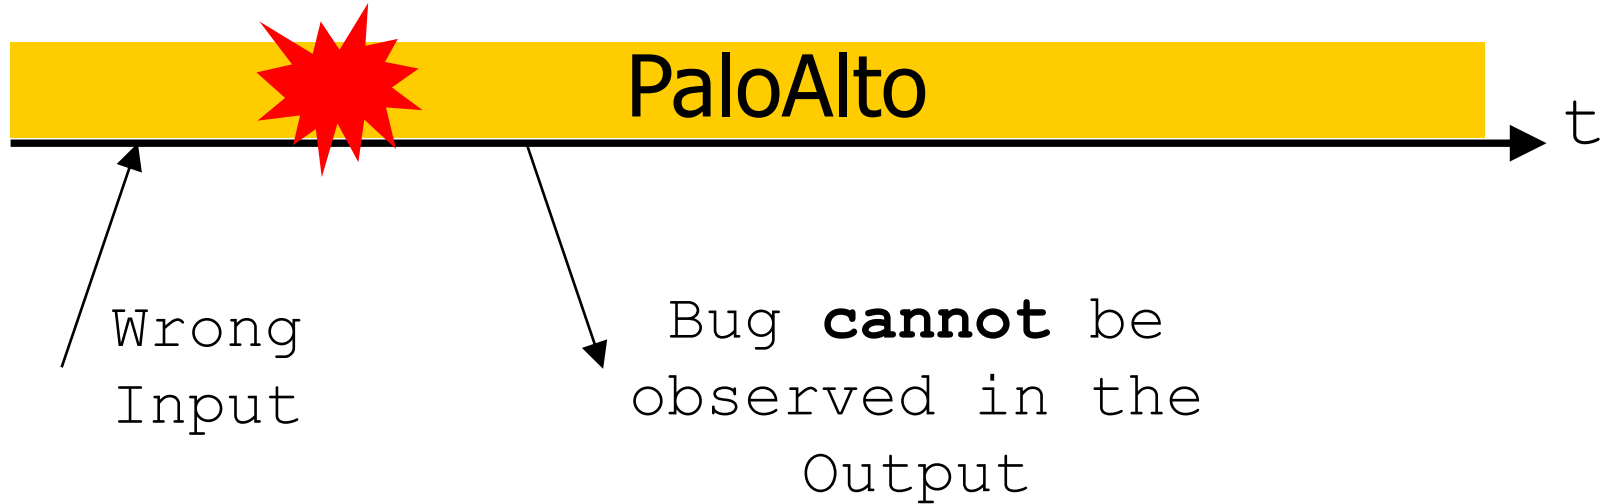 PaloAlto
t
Wrong
Input
Bug cannot be
observed in the
Output